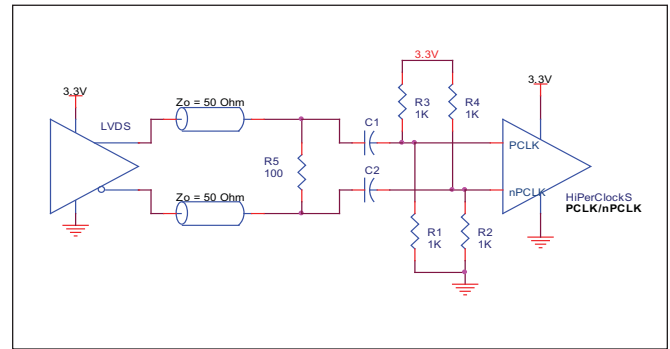 3.3V
LVDS
Zo = 50 Ohm
Zo = 50 Ohm
R5
100
C1
C2
3.3V
R3
1K
R4
1K
R1
1K
R2
1K
3.3V
PCLK
nPCLK
HiPerClockS
PCLK/nPCLK